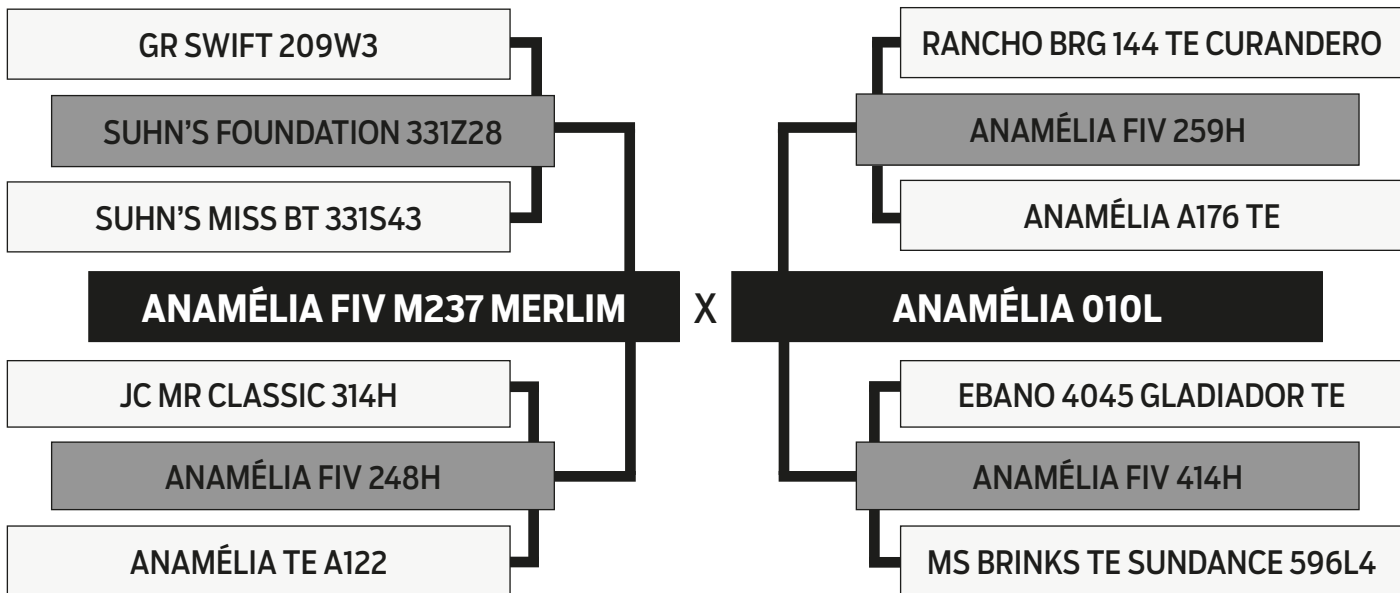 GR SWIFT 209W3
SUHN'S FOUNDATION 331Z28
SUHN'S MISS BT 331S43
ANAMÉLIA FIV M237 MERLIM
JC MR CLASSIC 314H
ANAMÉLIA FIV 248H
ANAMÉLIA TE A122
X
RANCHO BRG 144 TE CURANDERO
ANAMÉLIA FIV 259H
ANAMÉLIA A176 TE
ANAMÉLIA 010L
EBANO 4045 GLADIADOR TE
ANAMÉLIA FIV 414H
MS BRINKS TE SUNDANCE 596L4